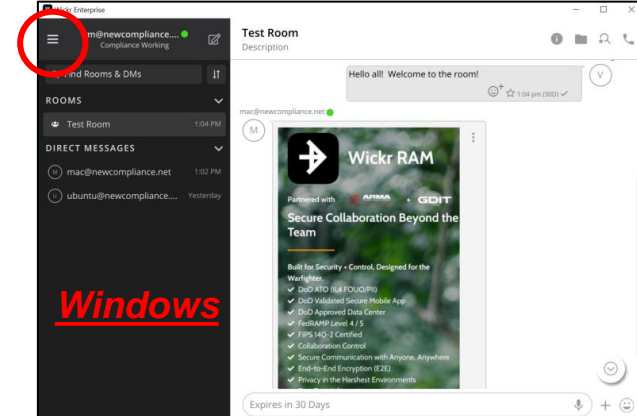 Wickr Enterprise
m@newcompliance....
Compliance Working
Find Rooms & DMs
ROOMS
Test Room 1:04 PM
DIRECT MESSAGES
M mac@newcompliance.net 1:02 PM
U ubuntu@newcompliance.... Yesterday
Windows
Test Room
Description
Hello all! Welcome to the room!
1:04 pm (30D)
V
mac@newcompliance.net
M
Wickr RAM
Partnered with ARMA + GDIT
Secure Collaboration Beyond the
Team
Built for Security + Control. Designed for the
Warfighter.
DoD ATO (IL4 FOUO/PII)
DoD Validated Secure Mobile App
DoD Approved Data Center
FedRAMP Level 4 / 5
FIPS 140-2 Certified
Collaboration Control
Secure Communication with Anyone, Anywhere
End-to-End Encryption (E2E)
Privacy in the Harshest Environments
Expires in 30 Days